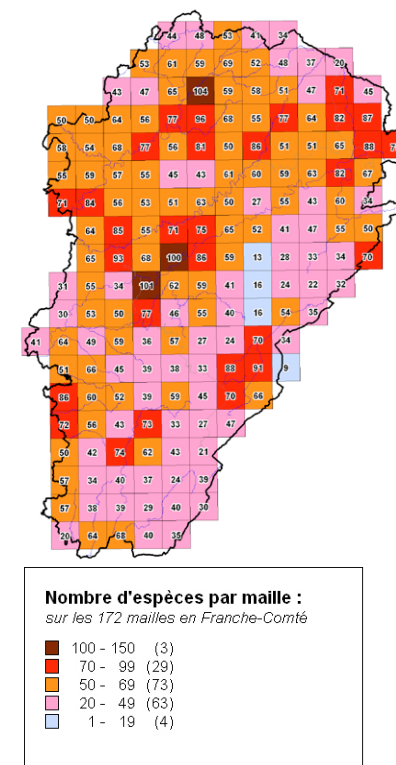 44 48 53 41 34
53 61 59 69 52 48 37 20
43 47 65 104 59 58 51 47 71 45
50 50 64 56 77 96 68 55 77 64 82 87
58 54 68 77 56 81 50 86 51 51 65 88
55 59 57 55 45 43 61 60 59 63 82 67
71 84 56 53 51 63 50 27 55 43 60 34
64 85 55 71 75 65 52 41 47 55 50
65 93 68 100 86 59 13 28 33 34 70
31 55 34 101 62 59 41 16 24 22 32
30 53 50 77 46 55 40 16 54 35
41 64 49 59 36 57 27 24 70 34
51 66 45 39 38 33 88 91 9
86 60 52 39 59 45 70 66
72 56 43 73 33 27 47
50 42 74 62 43 21
57 34 40 37 24 39
57 38 39 29 40 30
20 64 68 40 35
Nombre d'espèces par maille :
sur les 172 mailles en Franche-Comté
100 - 150 (3)
70 - 99 (29)
50 - 69 (73)
20 - 49 (63)
1 - 19 (4)